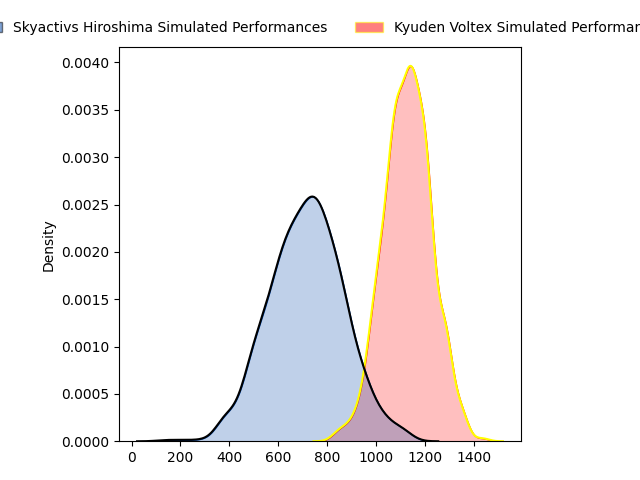 Skyactivs Hiroshima Simulated Performances
Kyuden Voltex Simulated Performan
0.0040
0.0035
0.0030
0.0025
0.0020
0.0015
0.0010
0.0005
0.0000
Density
0 200 400 600 800 1000 1200 1400